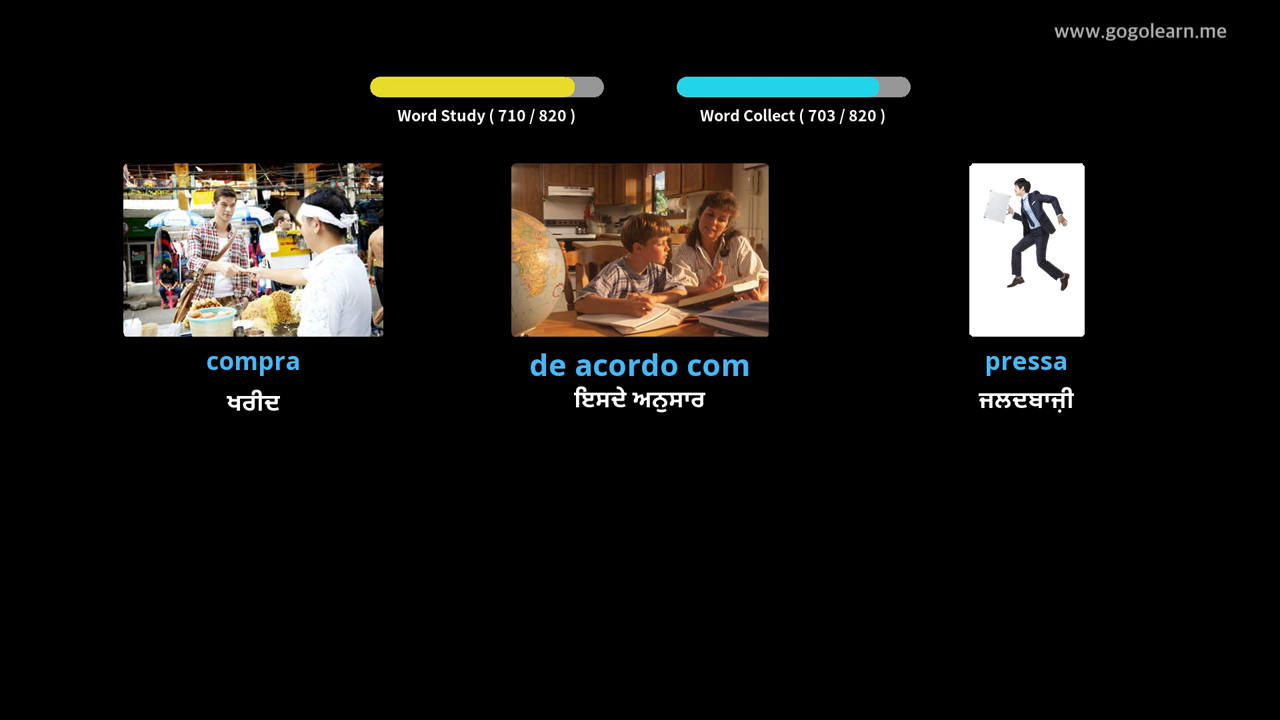 www.gogolearn.me
Word Study ( 710 / 820 )
Word Collect ( 703 / 820 )
compra
de acordo com
pressa
ਖਰੀਦ
ਇਸਦੇ ਅਨੁਸਾਰ
ਜਲਦਬਾਜ਼ੀ